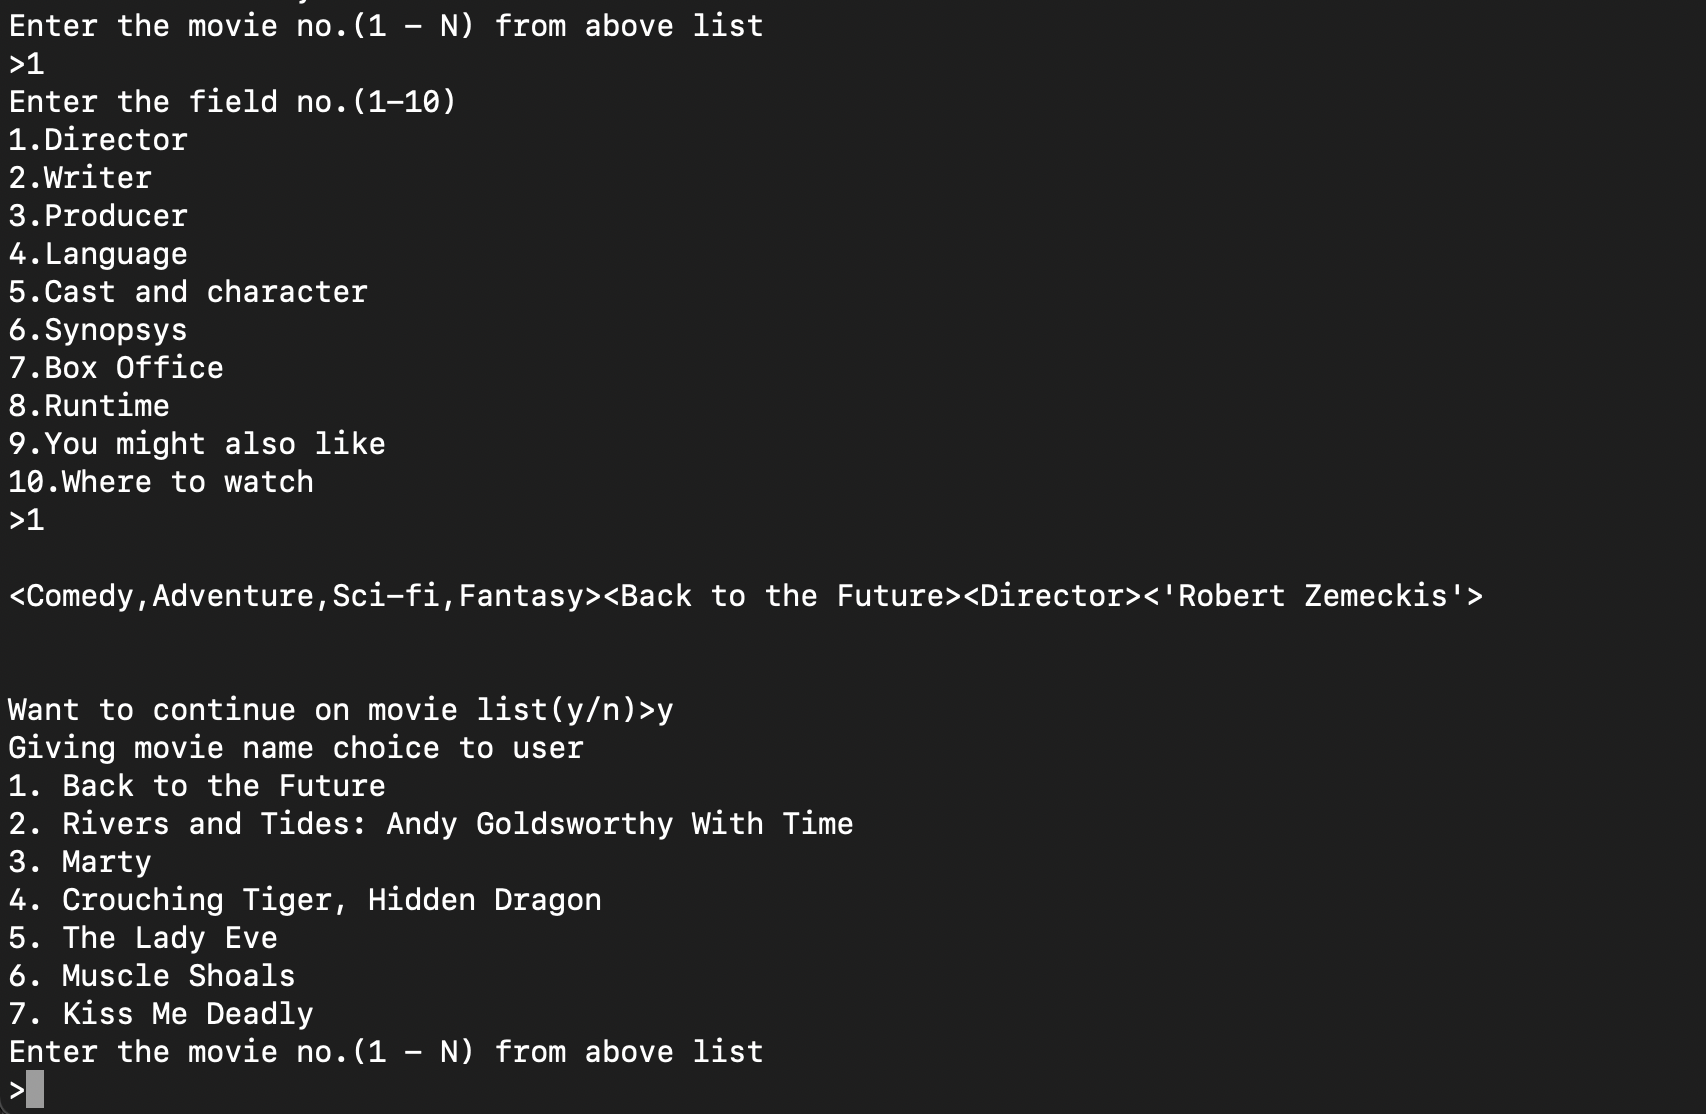 Enter the movie no.(1 - N) from above list
>1
Enter the field no.(1-10)
1.Director
2.Writer
3.Producer
4.Language
5.Cast and character
6.Synopsys
7.Box Office
8.Runtime
9.You might also like
10.Where to watch
>1
<Comedy,Adventure,Sci-fi,Fantasy><Back to the Future><Director><'Robert Zemeckis'>
Want to continue on movie list(y/n)>y
Giving movie name choice to user
1. Back to the Future
2. Rivers and Tides: Andy Goldsworthy With Time
3. Marty
4. Crouching Tiger, Hidden Dragon
5. The Lady Eve
6. Muscle Shoals
7. Kiss Me Deadly
Enter the movie no.(1 - N) from above list
>